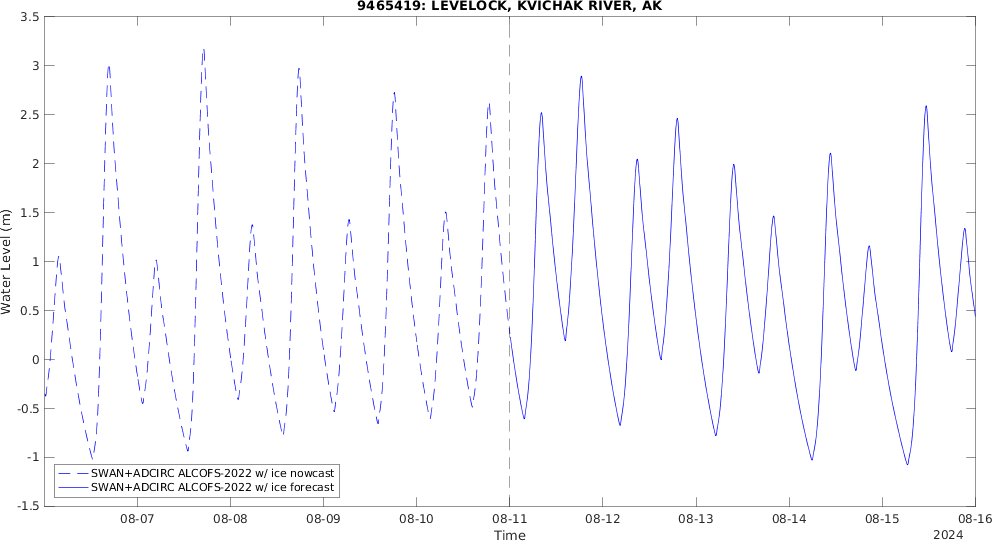 9465419: LEVELOCK, KVICHAK RIVER, AK
3.5
3
2.5
2
1.5
1
0.5
0
-0.5
-1
-1.5
Water Level (m)
SWAN+ADCIRC ALCOFS-2022 w/ ice nowcast
SWAN+ADCIRC ALCOFS-2022 w/ ice forecast
08-07 08-08 08-09 08-10 08-11 08-12 08-13 08-14 08-15 08-16
Time
2024